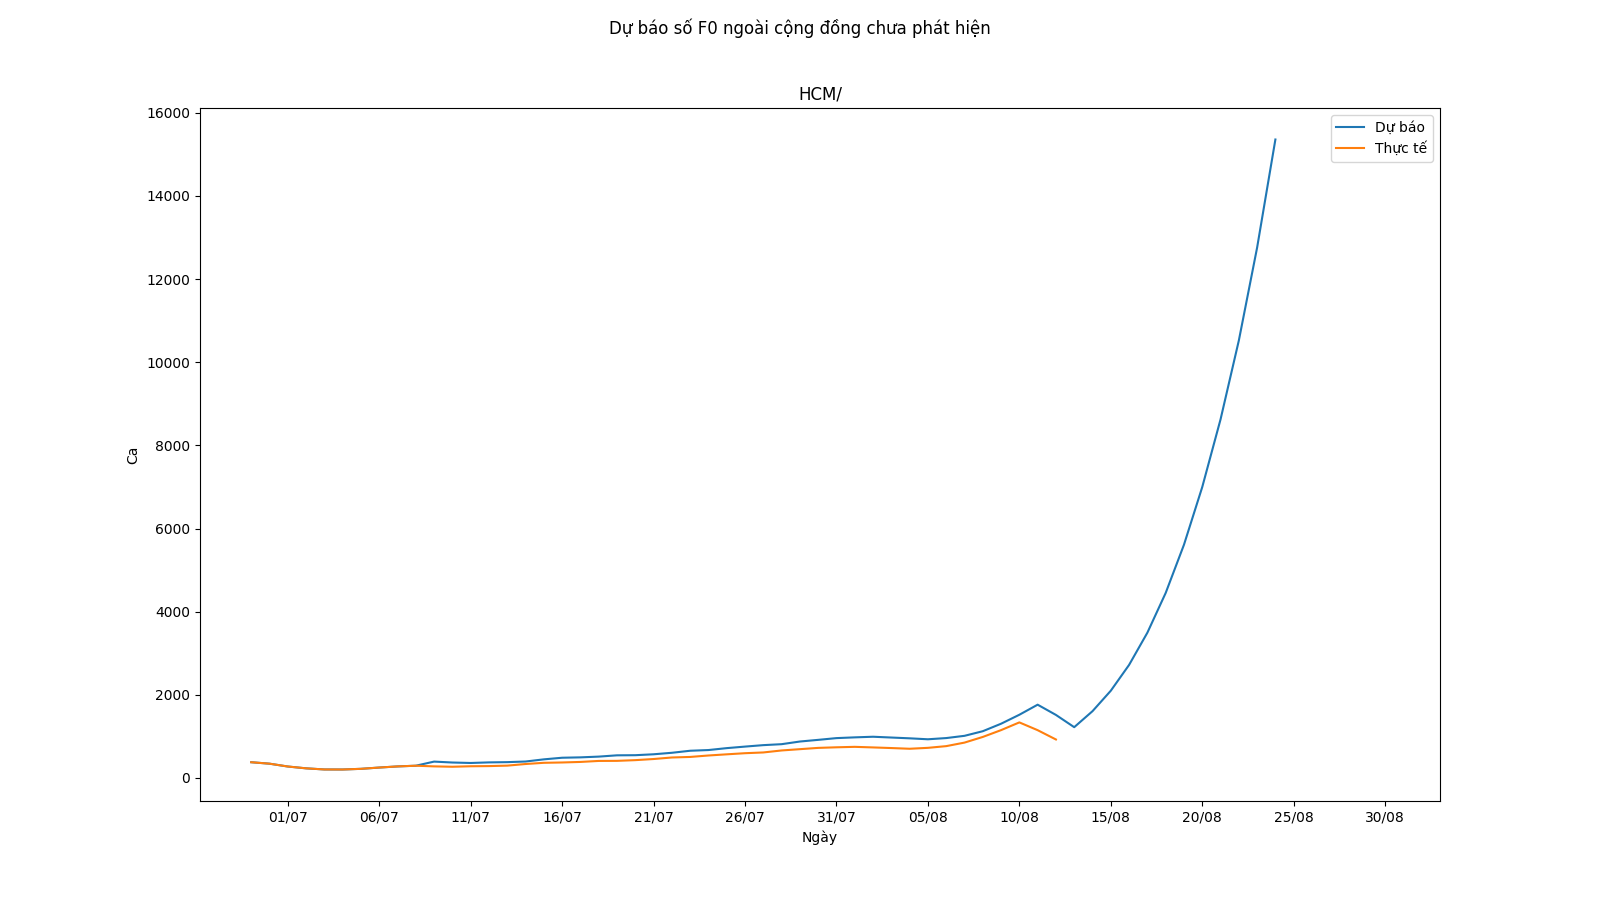 Dự báo số F0 ngoài cộng đồng chưa phát hiện
HCM/
16000
14000
12000
10000
8000
6000
4000
2000
0
Ca
Dự báo
Thực tế
01/07 06/07 11/07 16/07 21/07 26/07 31/07 05/08 10/08 15/08 20/08 25/08 30/08
Ngày